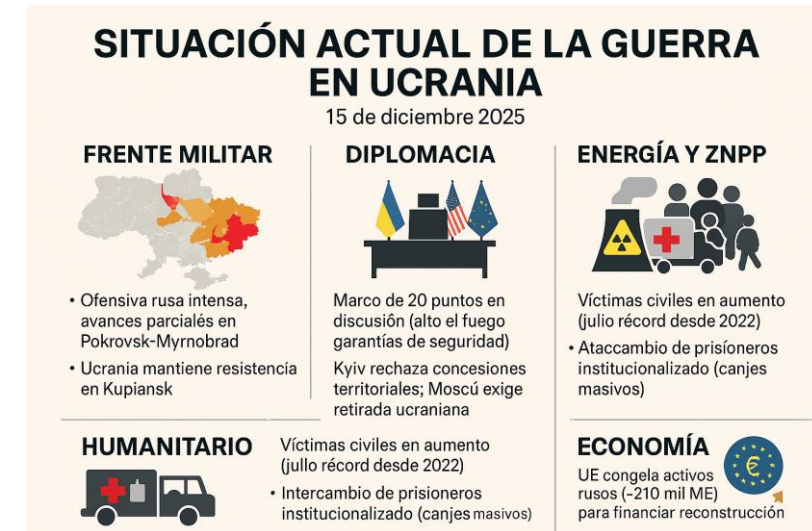 SITUACIÓN ACTUAL DE LA GUERRA
EN UCRANIA
15 de diciembre 2025
FRENTE MILITAR
• Ofensiva rusa intensa,
avances parcialés en
Pokrovsk-Myrnobrad
• Ucrania mantiene resistencía
en Kupiansk
DIPLOMACIA
Marco de 20 puntos en
discusión (alto el fuego
garantías de seguridad)
Kyiv rechaza concesiones
territoriales; Moscú exige
retirada ucraniana
ENERGÍA Y ZNPP
Víctimas civiles en aumento
(julio récord desde 2022)
• Ataccambio de prisíoneros
institucionalizado (canjes
masivos)
HUMANITARIO
Víctimas civiles en aumento
(jullo récord desde 2022)
• Intercambio de prisioneros
institucionalizado (canjes masivos)
ECONOMÍA
UE congela activos
rusos (~210 mil ME)
para financiar reconstrucción
€